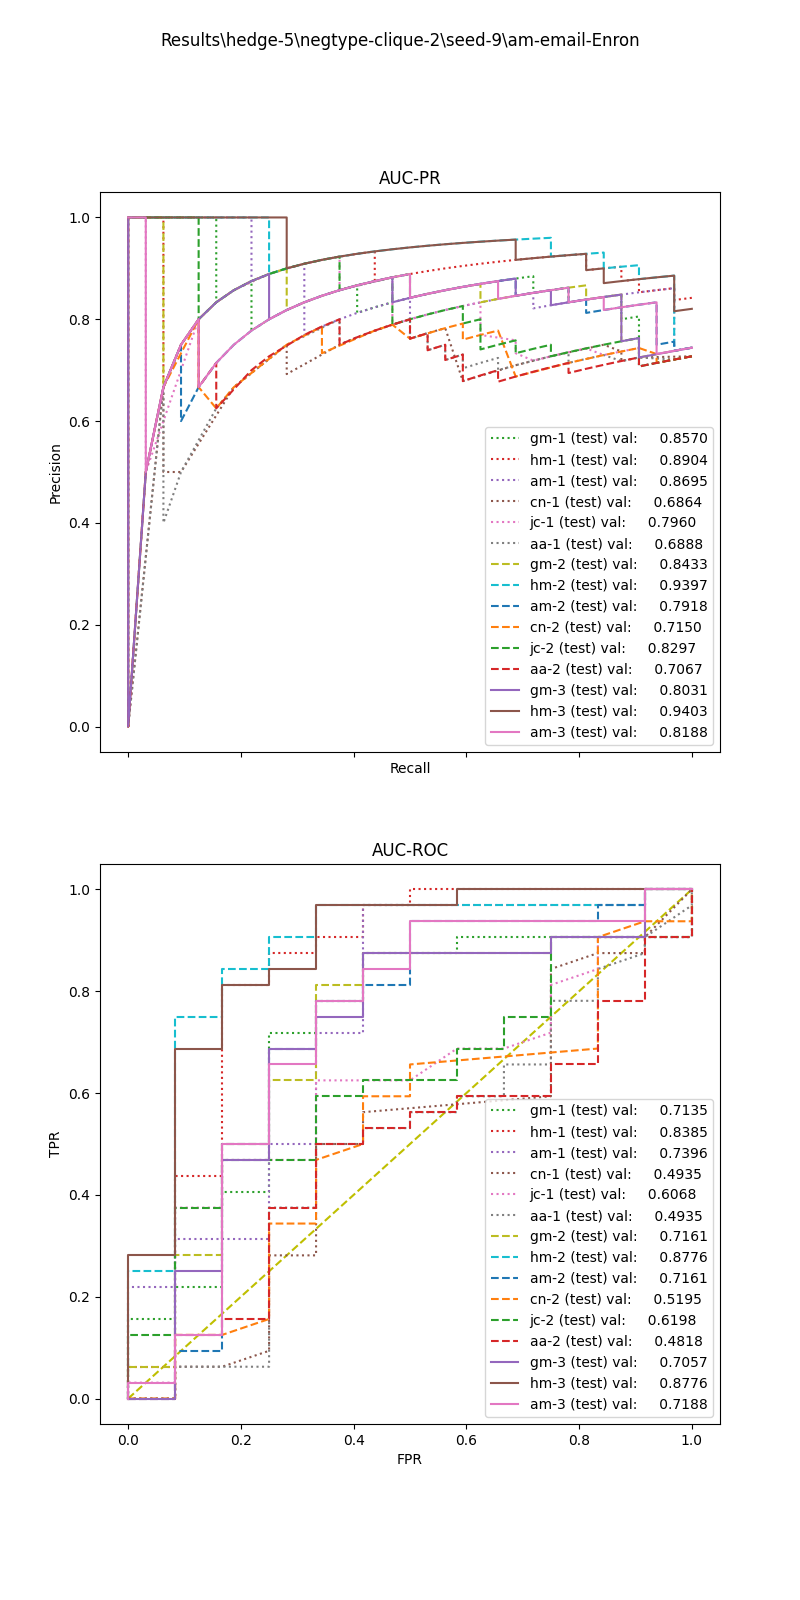 Results\hedge-5\negtype-clique-2\seed-9\am-email-Enron
AUC-PR
1.0
0.8
0.6
0.4
0.2
0.0
Precision
Recall
gm-1 (test) val: 0.8570
hm-1 (test) val: 0.8904
am-1 (test) val: 0.8695
cn-1 (test) val: 0.6864
jc-1 (test) val: 0.7960
aa-1 (test) val: 0.6888
gm-2 (test) val: 0.8433
hm-2 (test) val: 0.9397
am-2 (test) val: 0.7918
cn-2 (test) val: 0.7150
jc-2 (test) val: 0.8297
aa-2 (test) val: 0.7067
gm-3 (test) val: 0.8031
hm-3 (test) val: 0.9403
am-3 (test) val: 0.8188
AUC-ROC
1.0
0.8
0.6
0.4
0.2
0.0
TPR
0.0 0.2 0.4 0.6 0.8 1.0
FPR
gm-1 (test) val: 0.7135
hm-1 (test) val: 0.8385
am-1 (test) val: 0.7396
cn-1 (test) val: 0.4935
jc-1 (test) val: 0.6068
aa-1 (test) val: 0.4935
gm-2 (test) val: 0.7161
hm-2 (test) val: 0.8776
am-2 (test) val: 0.7161
cn-2 (test) val: 0.5195
jc-2 (test) val: 0.6198
aa-2 (test) val: 0.4818
gm-3 (test) val: 0.7057
hm-3 (test) val: 0.8776
am-3 (test) val: 0.7188